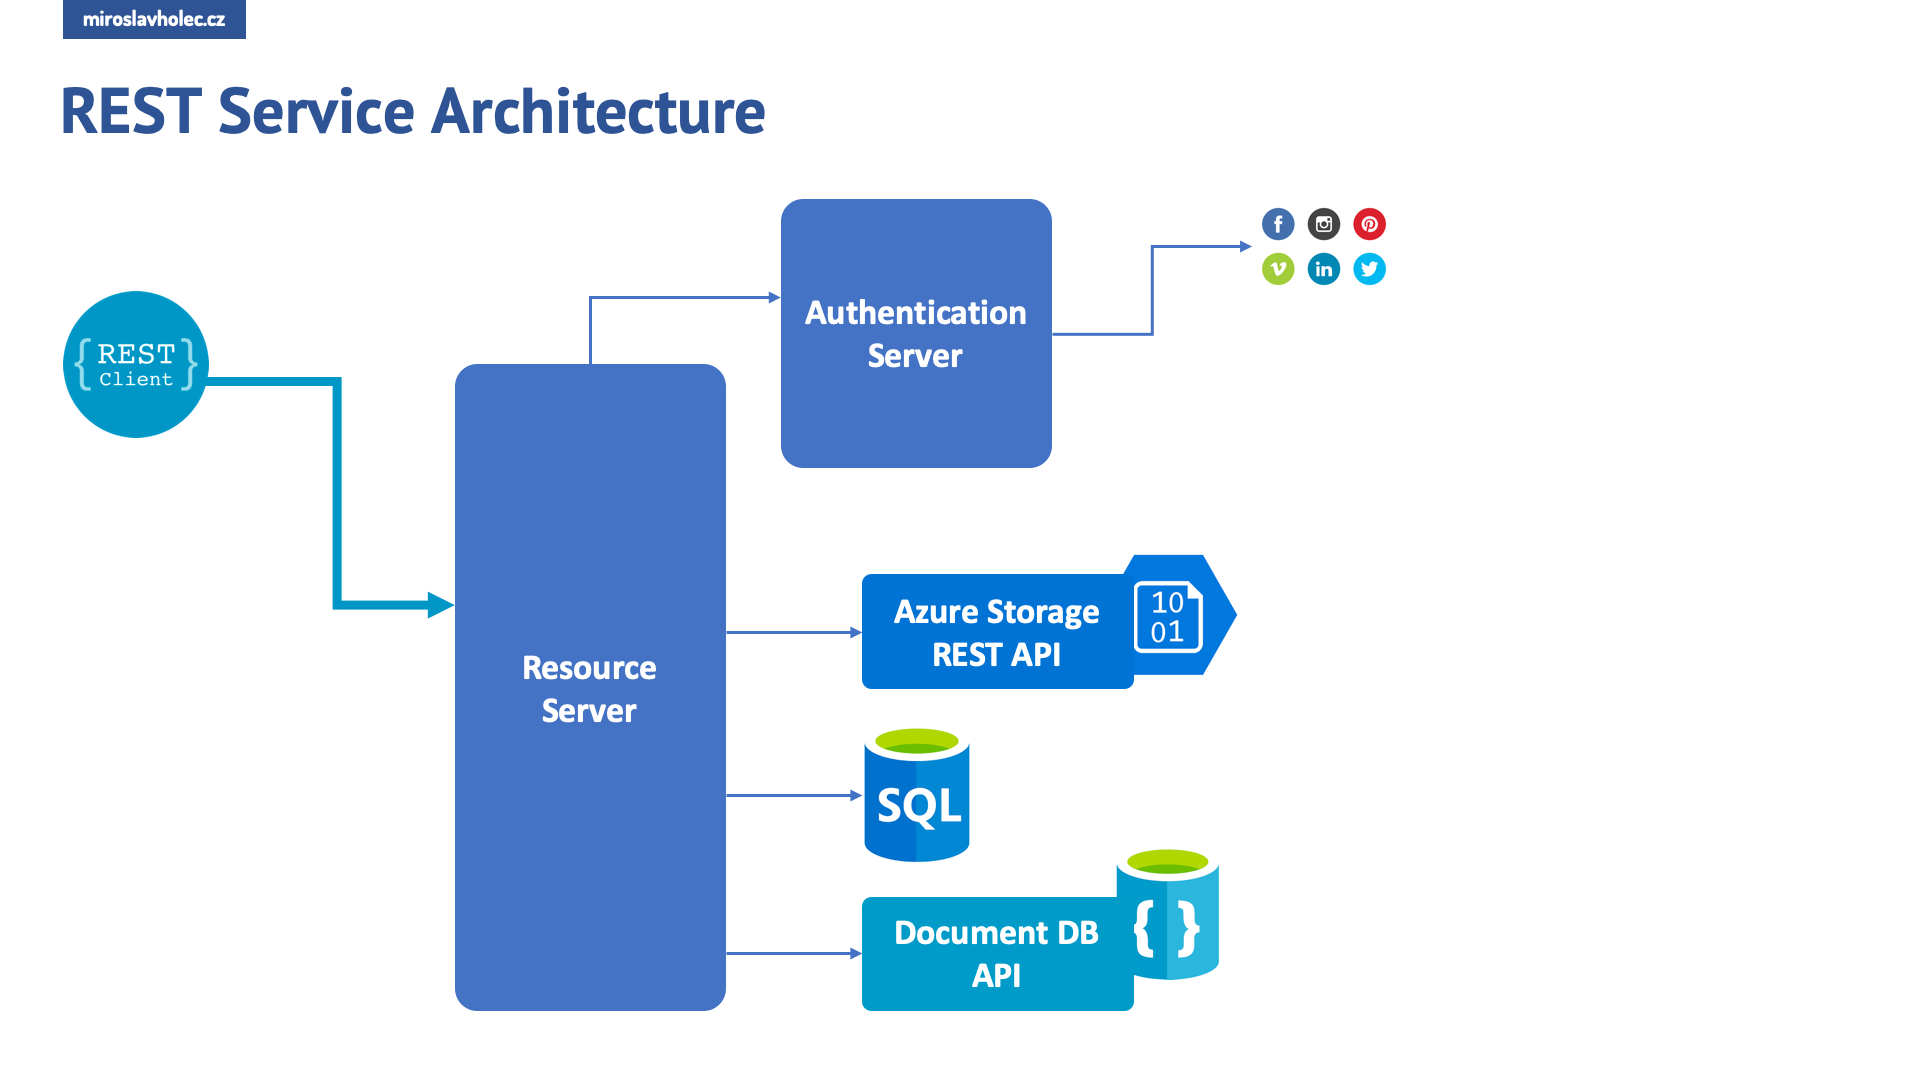 miroslavholec.cz
REST Service Architecture
Authentication
Server
{ REST }
Client
Resource
Server
Azure Storage
REST API
10
01
SQL
Document DB
API
{ }